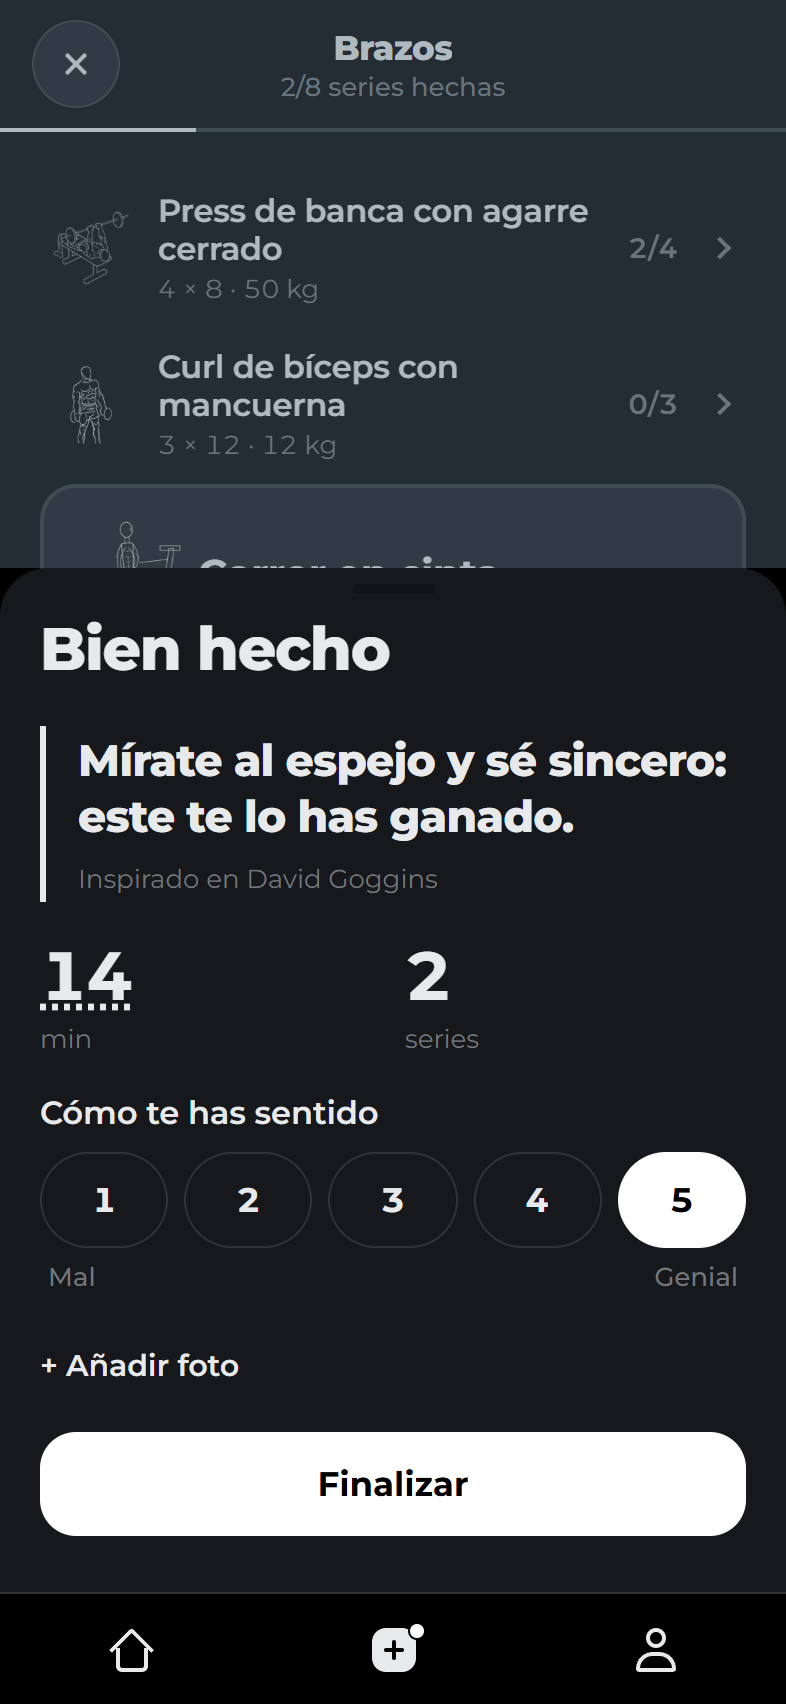 Brazos
2/8 series hechas
Press de banca con agarre
cerrado
4 × 8 · 50 kg
2/4
Curl de bíceps con
mancuerna
3 × 12 · 12 kg
0/3
Correr en cinta
Bien hecho
Mírate al espejo y sé sincero:
este te lo has ganado.
Inspirado en David Goggins
14
min
2
series
Cómo te has sentido
1
2
3
4
5
Mal
Genial
+ Añadir foto
Finalizar